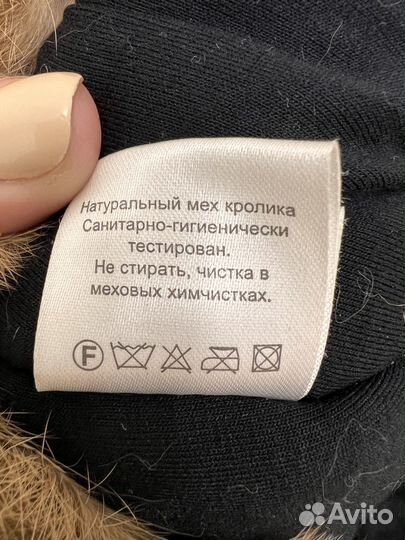 Натуральный мех кролика
Санитарно-гигиенически
тестирован.
Не стирать, чистка в
меховых химчистках.
F
Avito